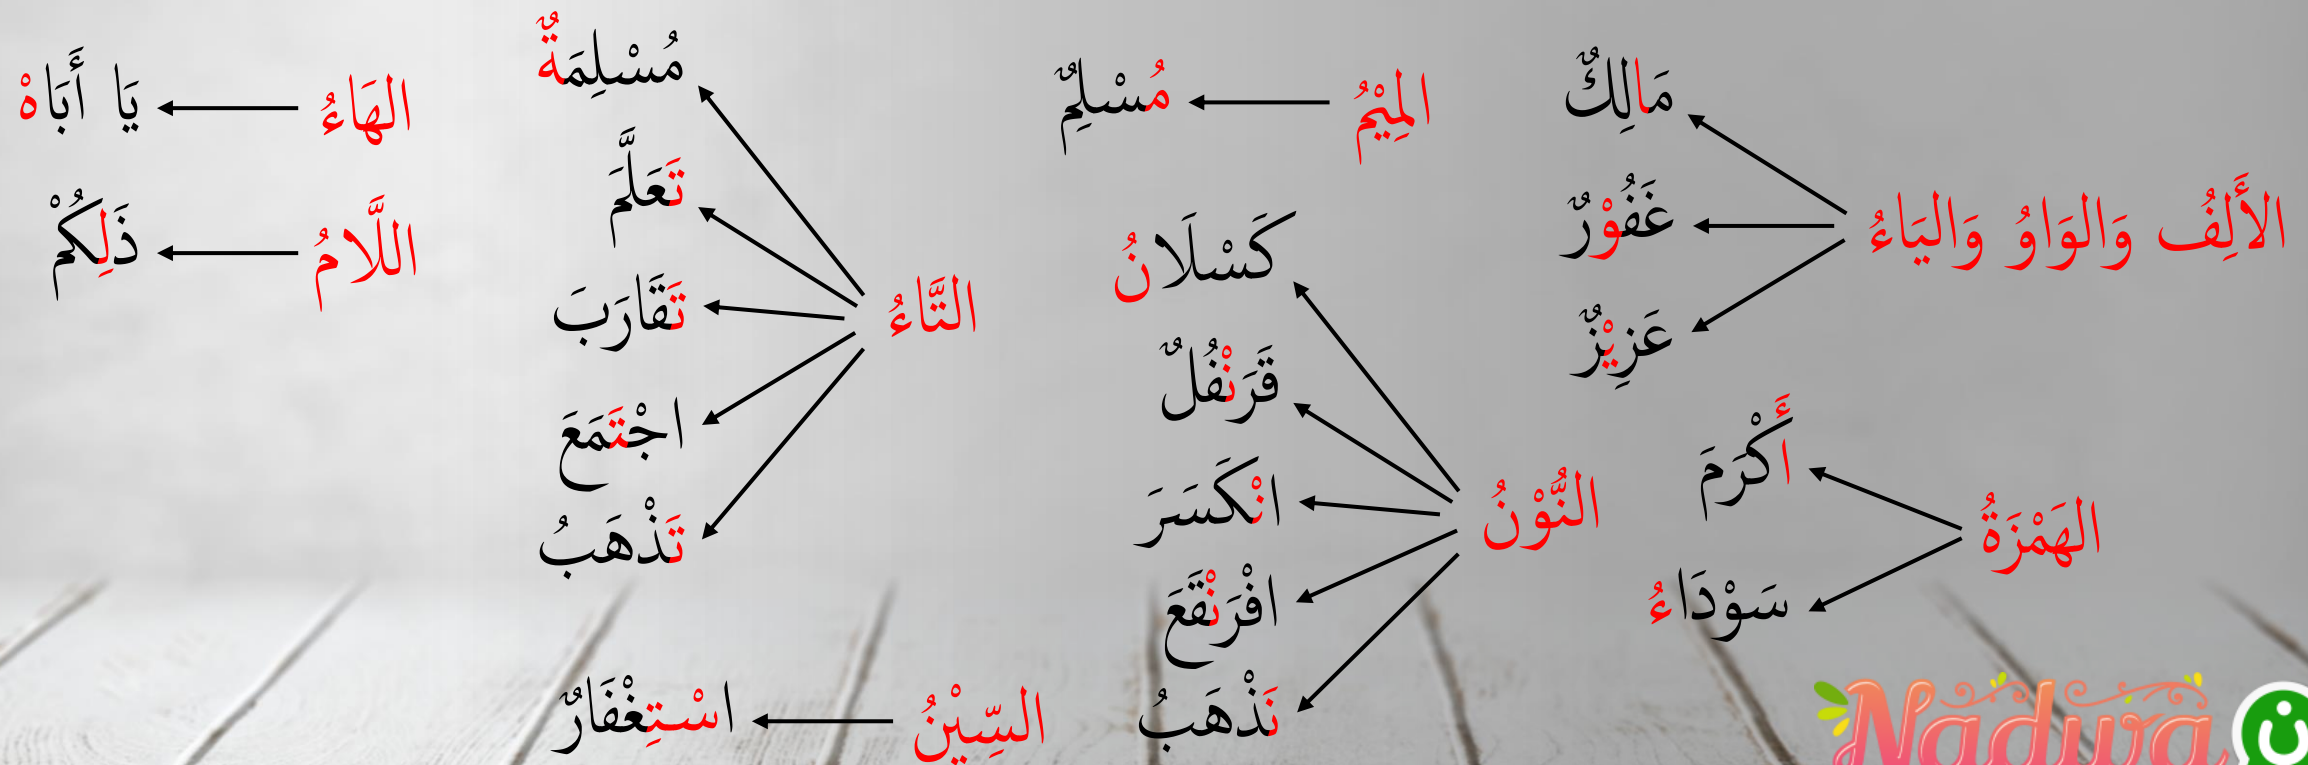 الأَلِفُ وَالوَاوُ وَاليَاءُ
مَالِكٌ
غَفُوْرٌ
عَزِيْزٌ
الهَمْزَةُ
أَكْرَمَ
سَوْدَاءُ
المِيْمُ
مُسْلِمٌ
النُّوْنُ
كَسْلَانُ
قَرَنْفُلٌ
انْكَسَرَ
افْرَنْقَعَ
نَذْهَبُ
التَّاءُ
مُسْلِمَةٌ
تَعَلَّمَ
تَقَارَبَ
اجْتَمَعَ
تَذْهَبُ
السِّيْنُ
اسْتِغْفَارٌ
الهَاءُ
يَا أَبَاهْ
اللَّامُ
ذَلِكُمْ
Nadwa